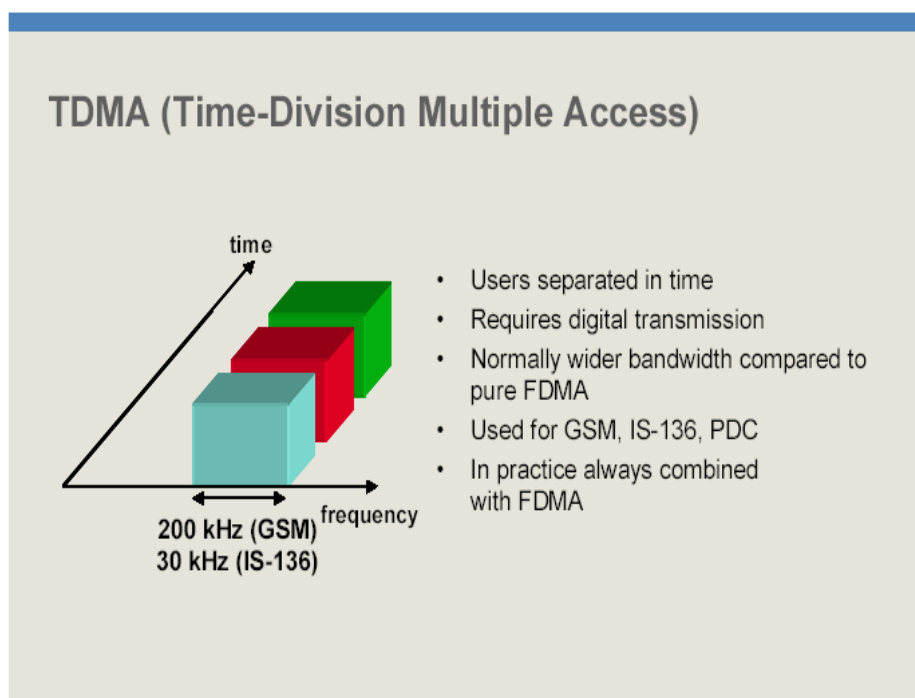 TDMA (Time-Division Multiple Access)
time
frequency
200 kHz (GSM)
30 kHz (IS-136)
• Users separated in time
• Requires digital transmission
• Normally wider bandwidth compared to
pure FDMA
• Used for GSM, IS-136, PDC
• In practice always combined
with FDMA